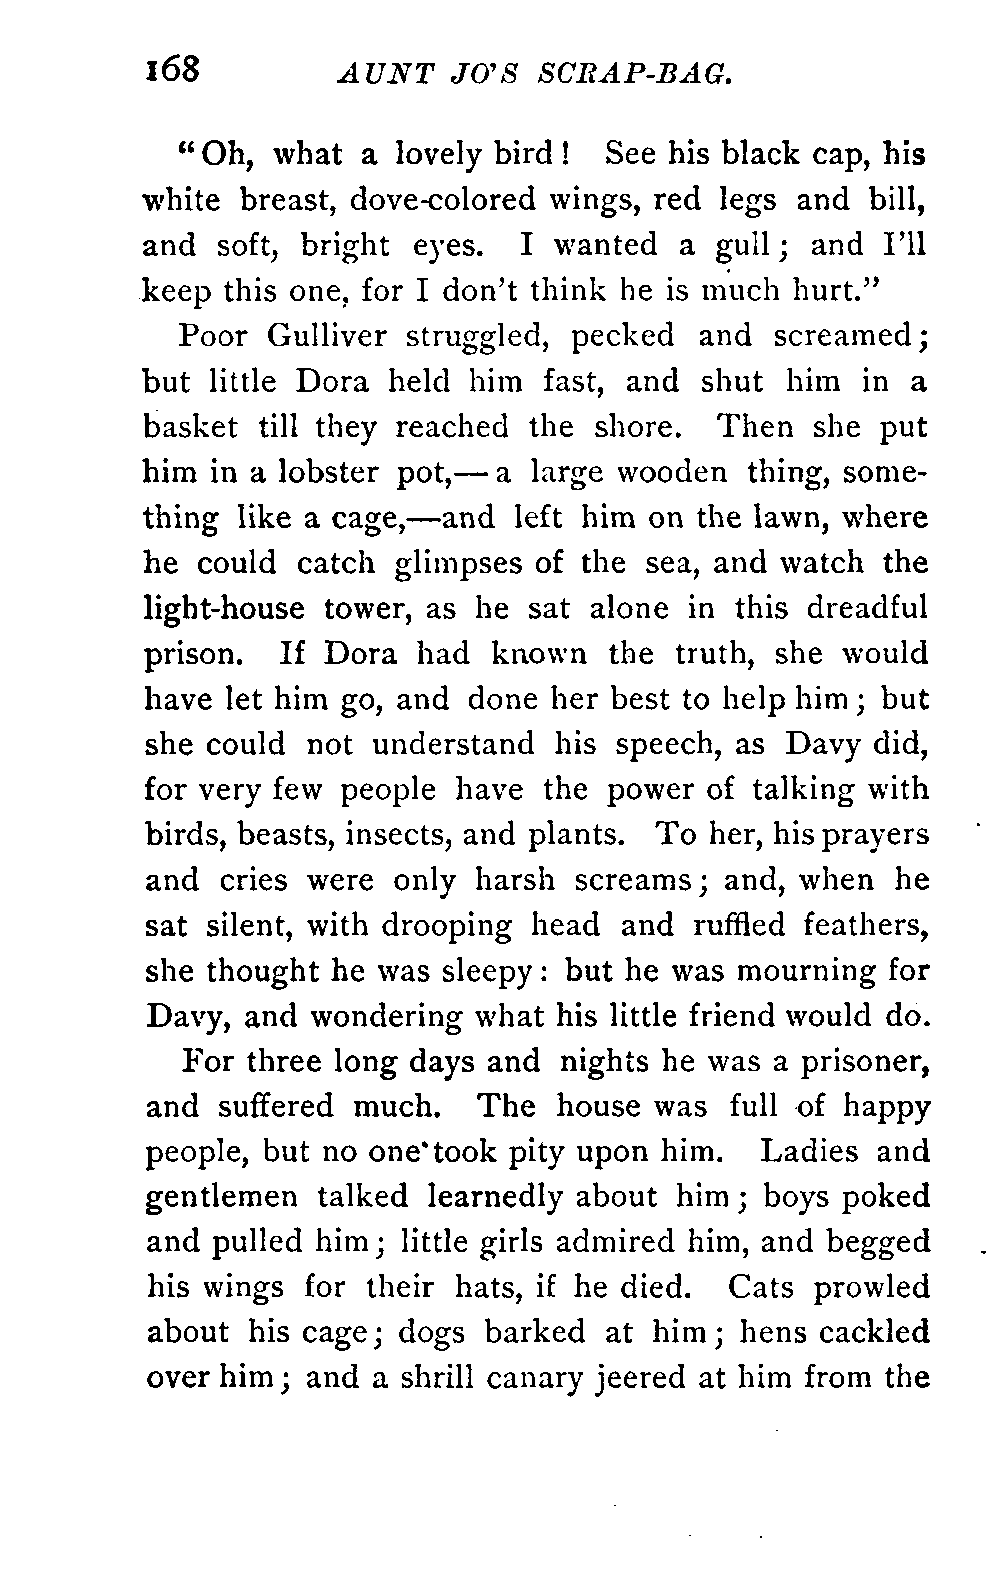 168 AUNT JO'S SCRAP-BAG.
"Oh, what a lovely bird! See his black cap, his
white breast, dove-colored wings, red legs and bill,
and soft, bright eyes. I wanted a gull; and I'll
keep this one, for I don't think he is much hurt."
Poor Gulliver struggled, pecked and screamed;
but little Dora held him fast, and shut him in a
basket till they reached the shore. Then she put
him in a lobster pot,—a large wooden thing, some-
thing like a cage,—and left him on the lawn, where
he could catch glimpses of the sea, and watch the
light-house tower, as he sat alone in this dreadful
prison. If Dora had known the truth, she would
have let him go, and done her best to help him; but
she could not understand his speech, as Davy did,
for very few people have the power of talking with
birds, beasts, insects, and plants. To her, his prayers
and cries were only harsh screams; and, when he
sat silent, with drooping head and ruffled feathers,
she thought he was sleepy: but he was mourning for
Davy, and wondering what his little friend would do.
For three long days and nights he was a prisoner,
and suffered much. The house was full of happy
people, but no one took pity upon him. Ladies and
gentlemen talked learnedly about him; boys poked
and pulled him; little girls admired him, and begged
his wings for their hats, if he died. Cats prowled
about his cage; dogs barked at him; hens cackled
over him; and a shrill canary jeered at him from the